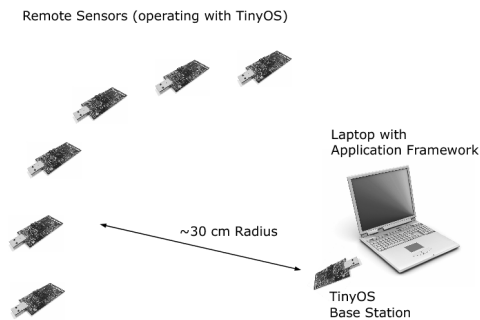 Remote Sensors (operating with TinyOS)
Laptop with
Application Framework
~30 cm Radius
TinyOS
Base Station